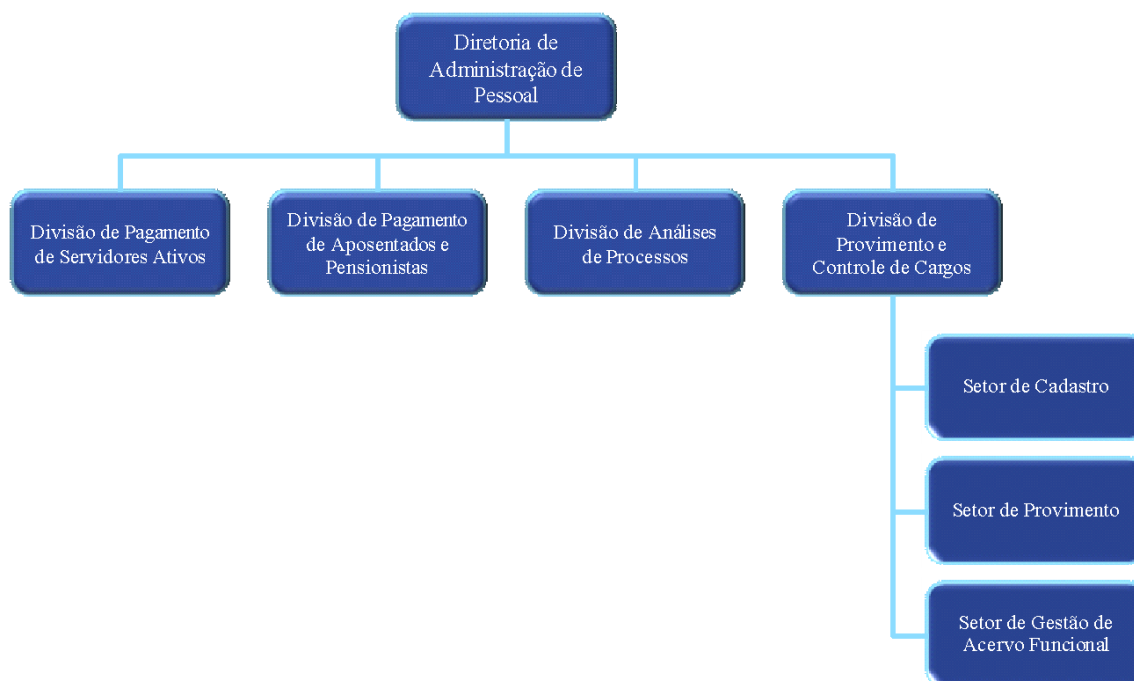 Diretoria de
Administração de
Pessoal
Divisão de Pagamento
de Servidores Ativos
Divisão de Pagamento
de Aposentados e
Pensionistas
Divisão de Análises
de Processos
Divisão de
Provimento e
Controle de Cargos
Setor de Cadastro
Setor de Provimento
Setor de Gestão de
Acervo Funcional